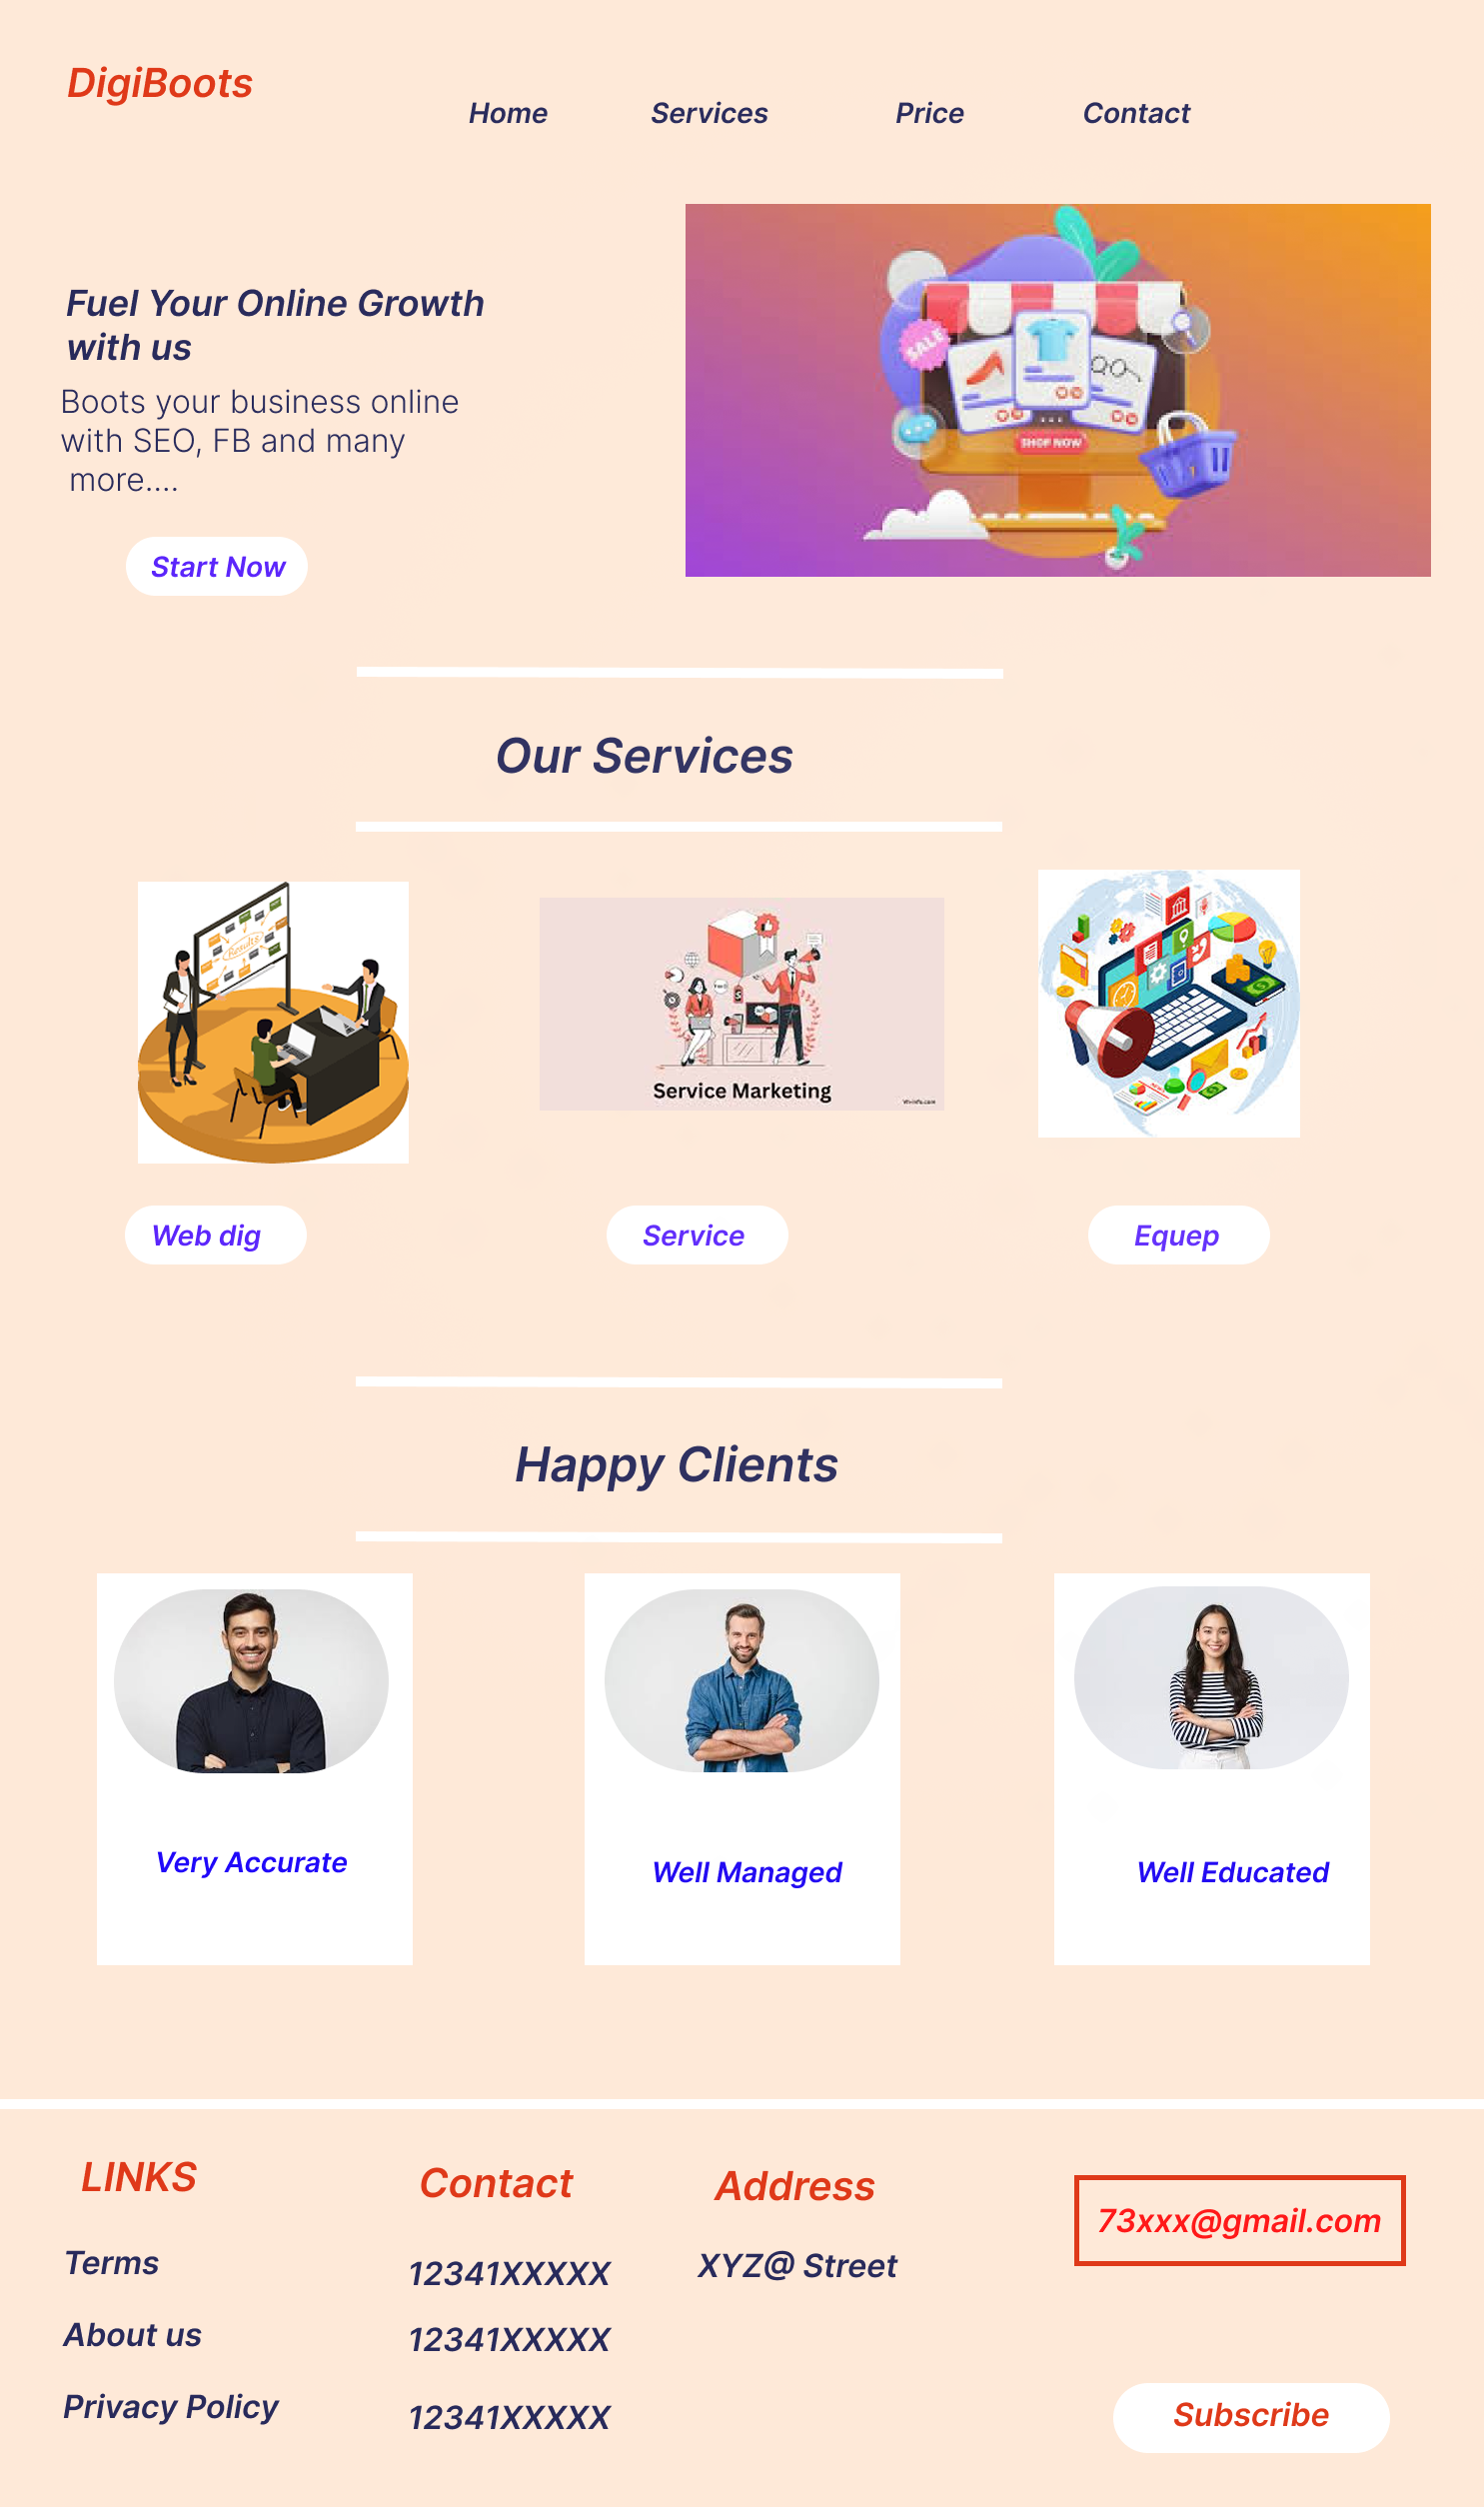 DigiBoots
Home Services Price Contact
Fuel Your Online Growth
with us
Boots your business online
with SEO, FB and many
more....
Start Now
SALE
SHOP NOW
Our Services
Results
Service Marketing
Web dig
Service
Equep
Happy Clients
Very Accurate
Well Managed
Well Educated
LINKS
Terms
About us
Privacy Policy
Contact
12341XXXXX
12341XXXXX
12341XXXXX
Address
XYZ@ Street
73xxx@gmail.com
Subscribe